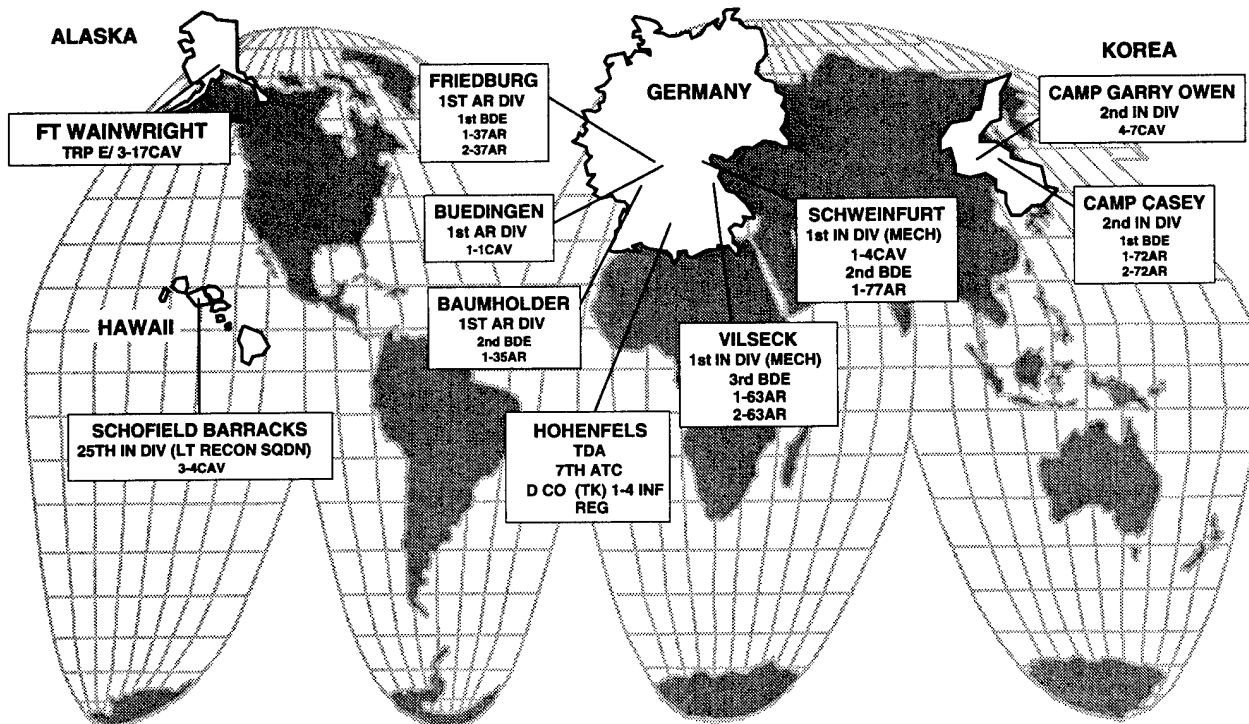 ALASKA
FT WAINWRIGHT
TRP E/ 3-17CAV
HAWAII
SCHOFIELD BARRACKS
25TH IN DIV (LT RECON SQDN)
3-4CAV
GERMANY
FRIEDBURG
1ST AR DIV
1st BDE
1-37AR
2-37AR
BUEDINGEN
1st AR DIV
1-1CAV
BAUMHOLDER
1ST AR DIV
2nd BDE
1-35AR
HOHENFELS
TDA
7TH ATC
D CO (TK) 1-4 INF
REG
VILSECK
1st IN DIV (MECH)
3rd BDE
1-63AR
2-63AR
SCHWEINFURT
1st IN DIV (MECH)
1-4CAV
2nd BDE
1-77AR
KOREA
CAMP GARRY OWEN
2nd IN DIV
4-7CAV
CAMP CASEY
2nd IN DIV
1st BDE
1-72AR
2-72AR